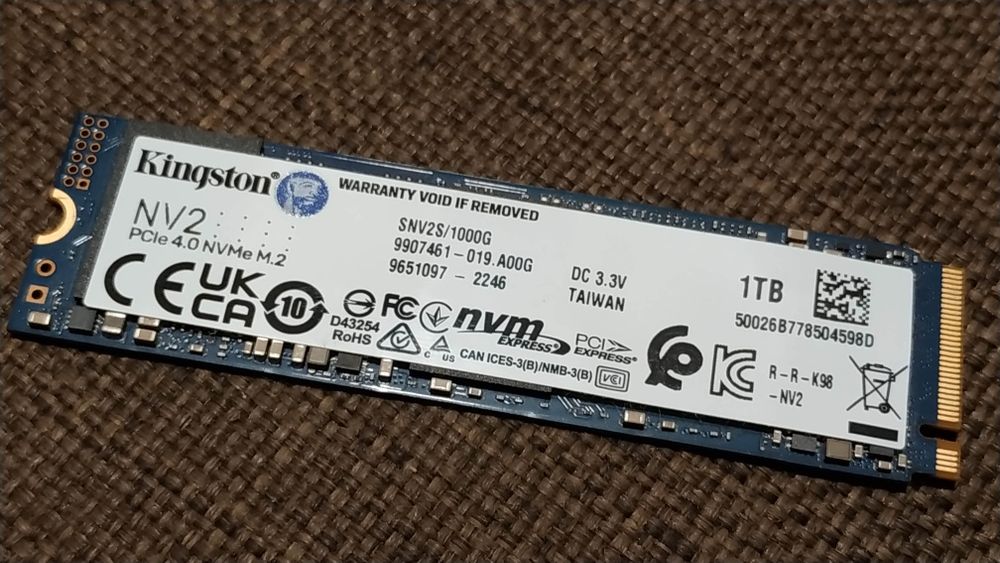 Kingston
WARRANTY VOID IF REMOVED
NV2
PCIe 4.0 NVMe M.2
SNV2S/1000G
9907461-019.A00G
9651097 - 2246
DC 3.3V
TAIWAN
1TB
50026B778504598D
CE
UK
CA
10
D43254
RoHS
FC
nvm
EXPRESS®
PCI
EXPRESS®
c us
CAN ICES-3(B)/NMB-3(B)
VCI
KC
R-R-K98
-NV2